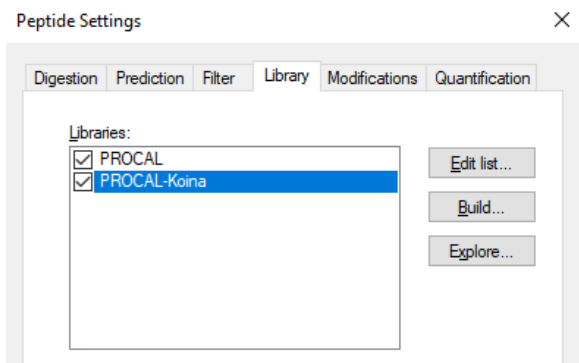 Peptide Settings
Digestion Prediction Filter Library Modifications Quantification
Libraries:
PROCAL
PROCAL-Koina
Edit list...
Build...
Explore...